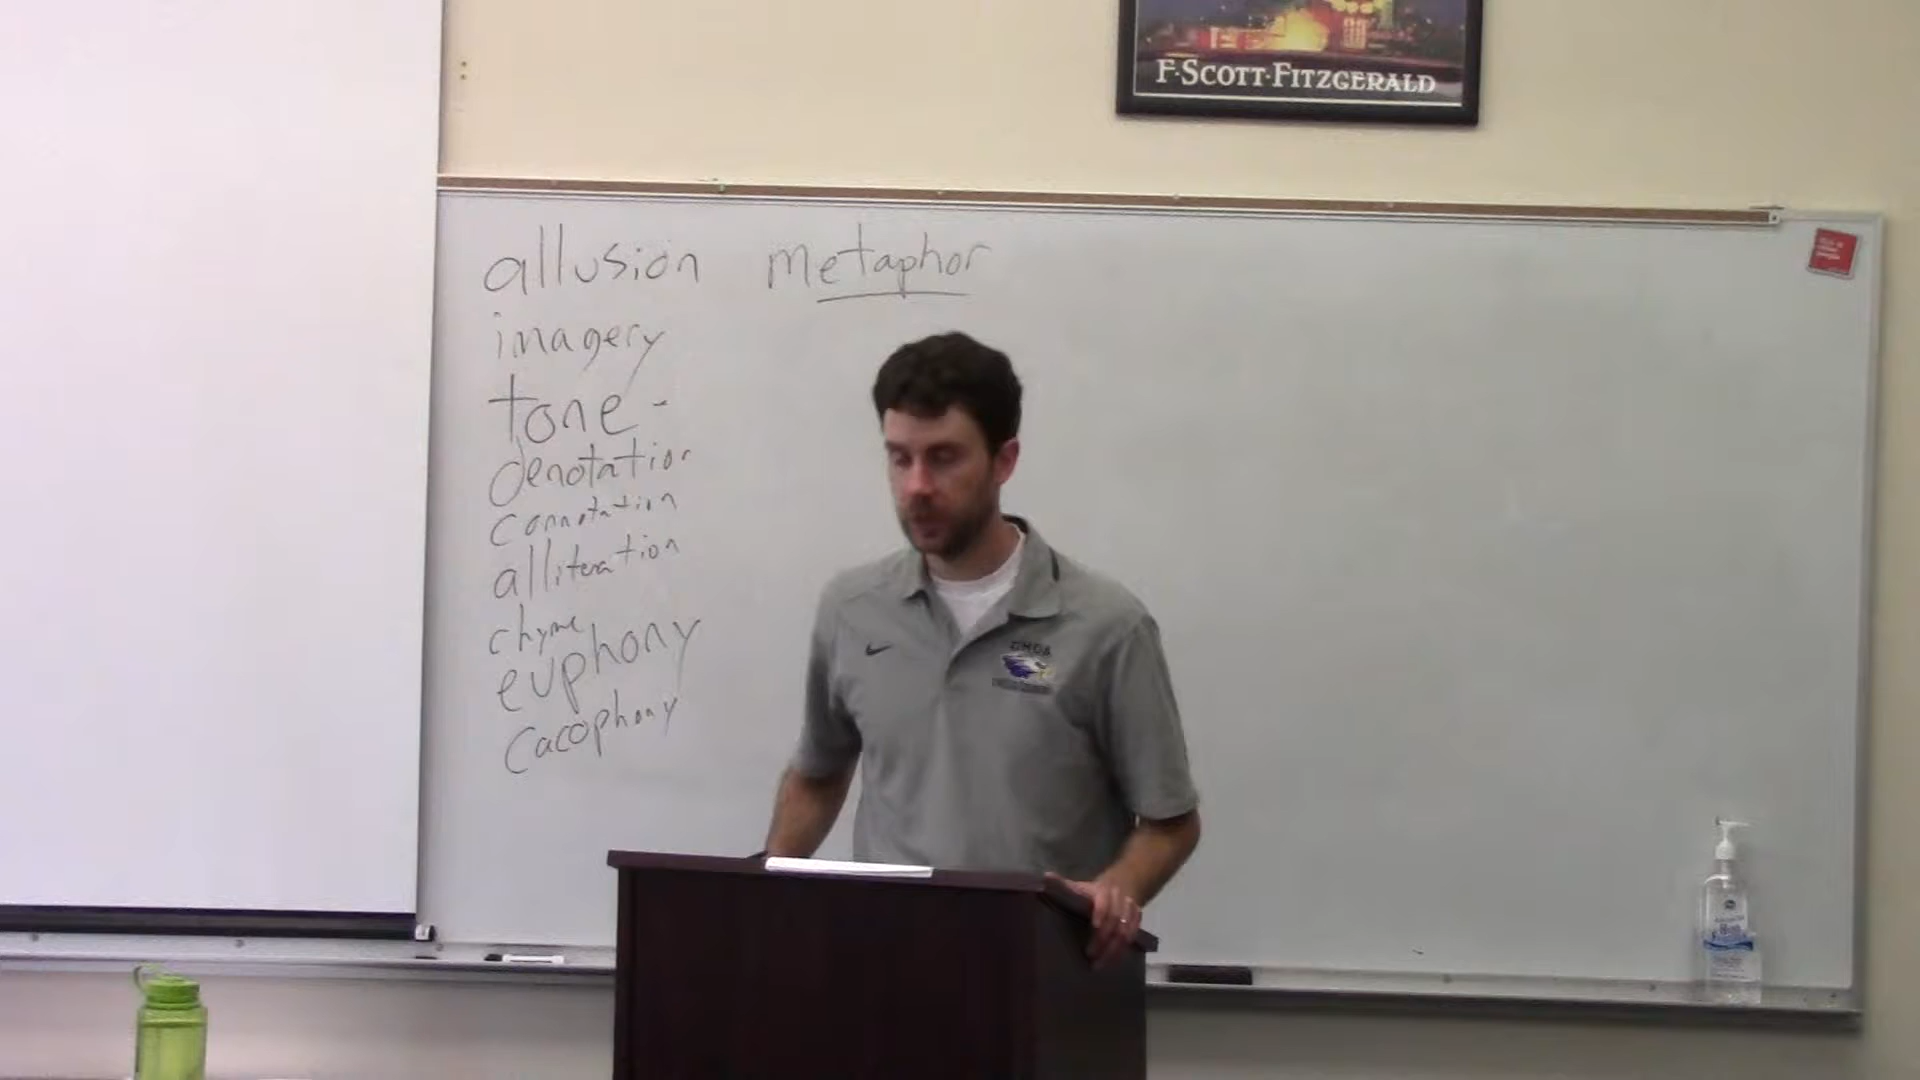 F·SCOTT·FITZGERALD
allusion metaphor
imagery
tone -
denotation
connotation
alliteration
rhyme
euphony
cacophony